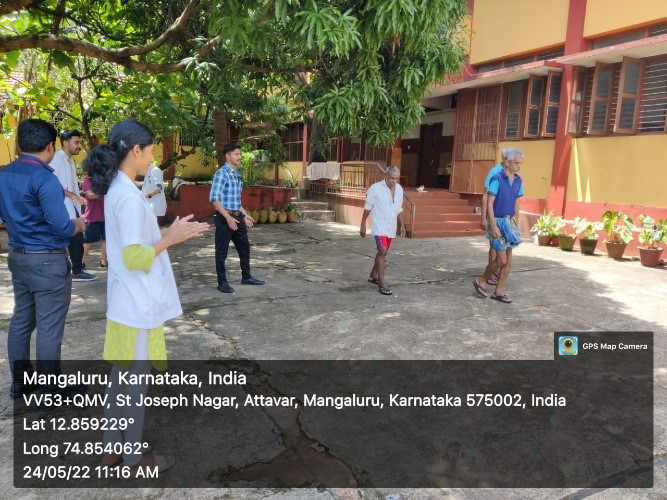 GPS Map Camera
Mangaluru, Karnataka, India
VV53+QMV, St Joseph Nagar, Attavar, Mangaluru, Karnataka 575002, India
Lat 12.859229°
Long 74.854062°
24/05/22 11:16 AM